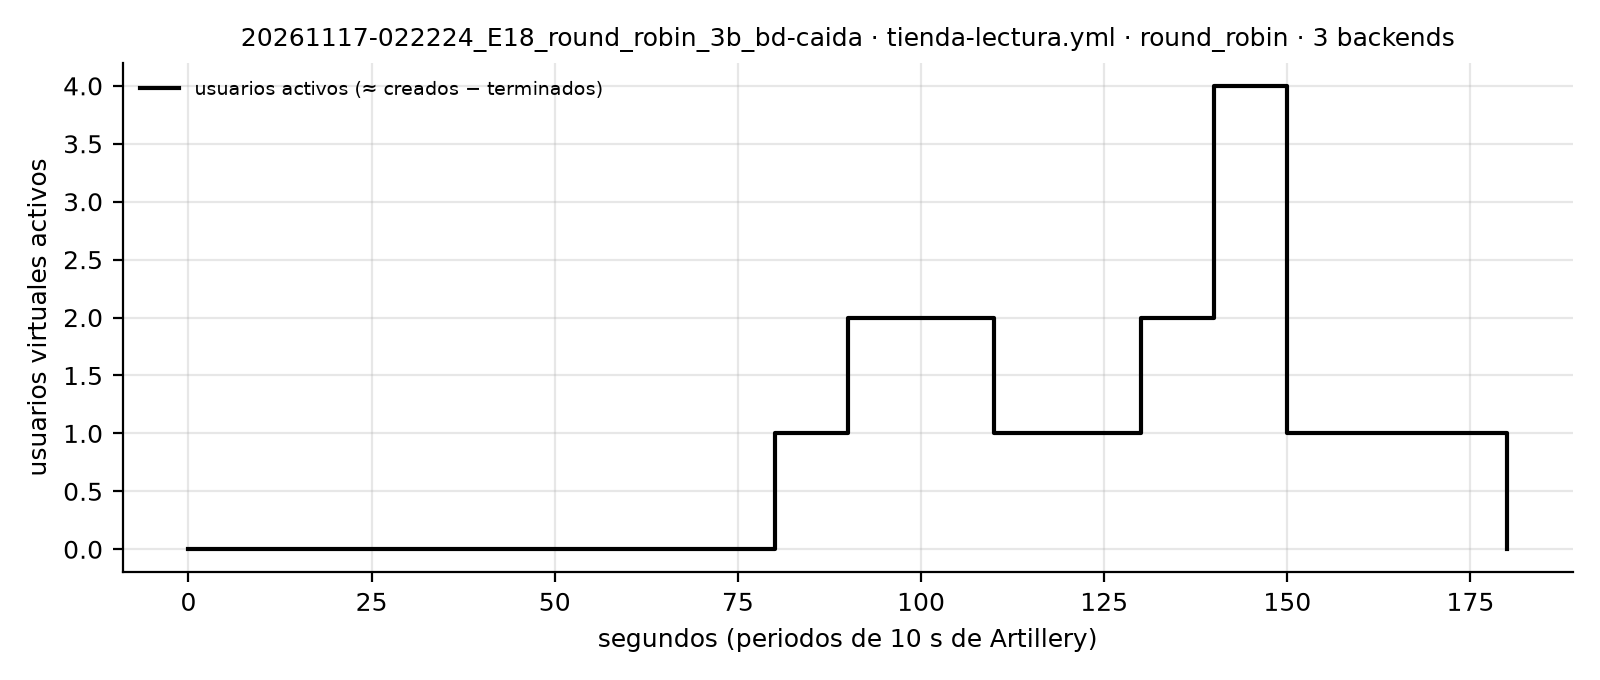 20261117-022224_E18_round_robin_3b_bd-caida · tienda-lectura.yml · round_robin · 3 backends
usuarios activos (≈ creados − terminados)
usuarios virtuales activos
4.0
3.5
3.0
2.5
2.0
1.5
1.0
0.5
0.0
0 25 50 75 100 125 150 175
segundos (periodos de 10 s de Artillery)